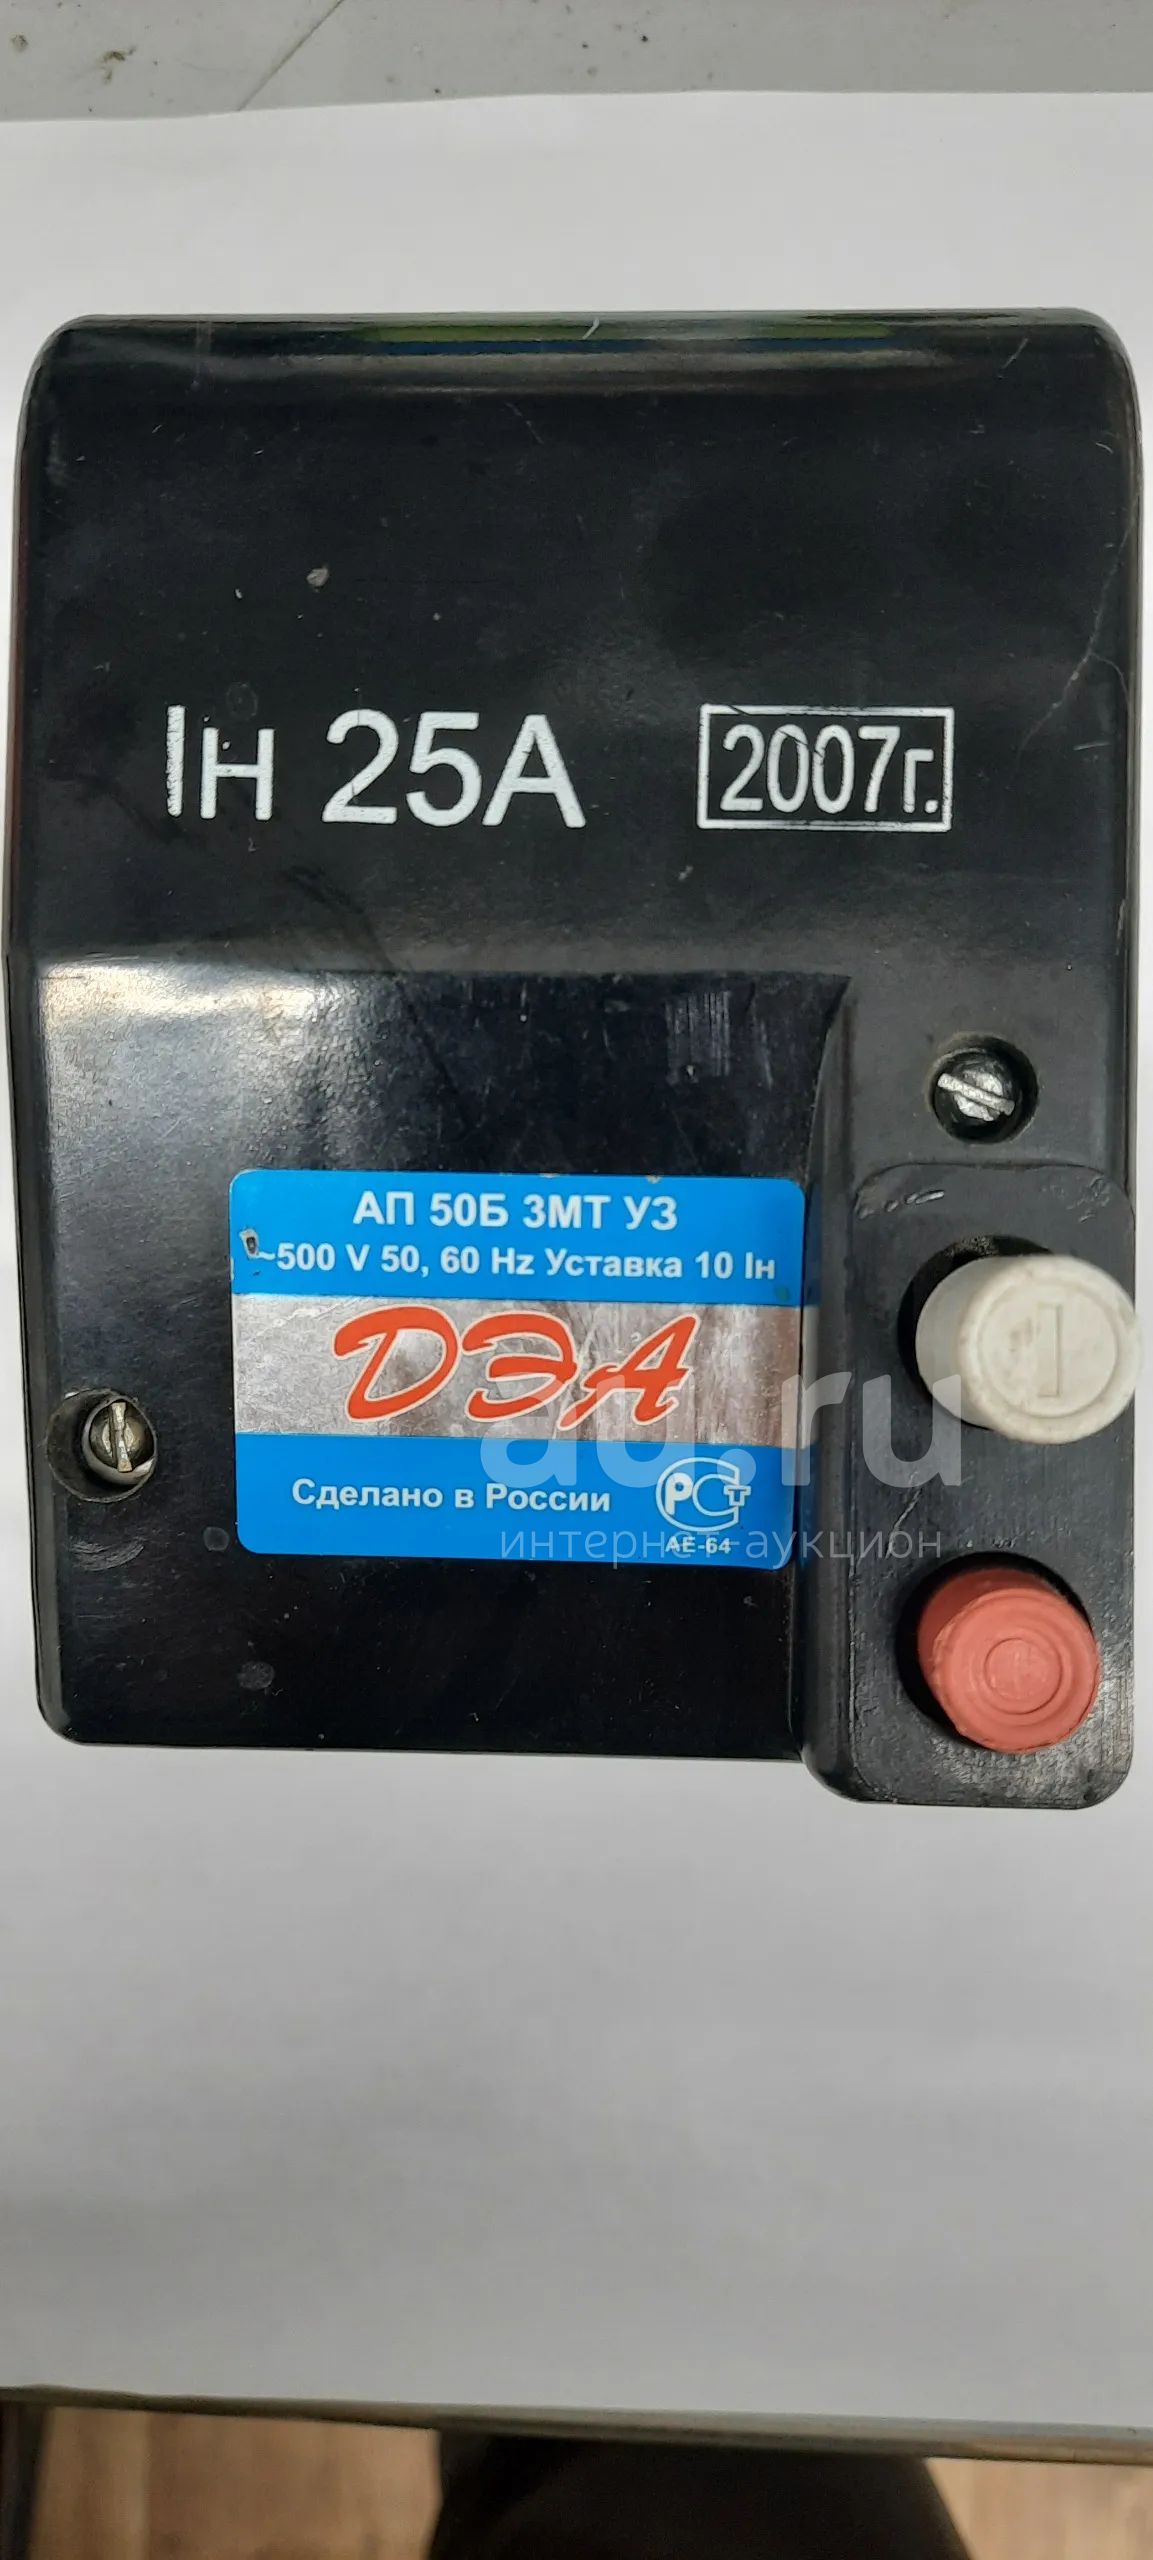 Iн 25А 2007г.
АП 50Б 3МТ У3
~500 V 50, 60 Hz Уставка 10 Iн
ДЭА
au.ru
интернет-аукцион
Сделано в России РСТ
АЕ-64
I